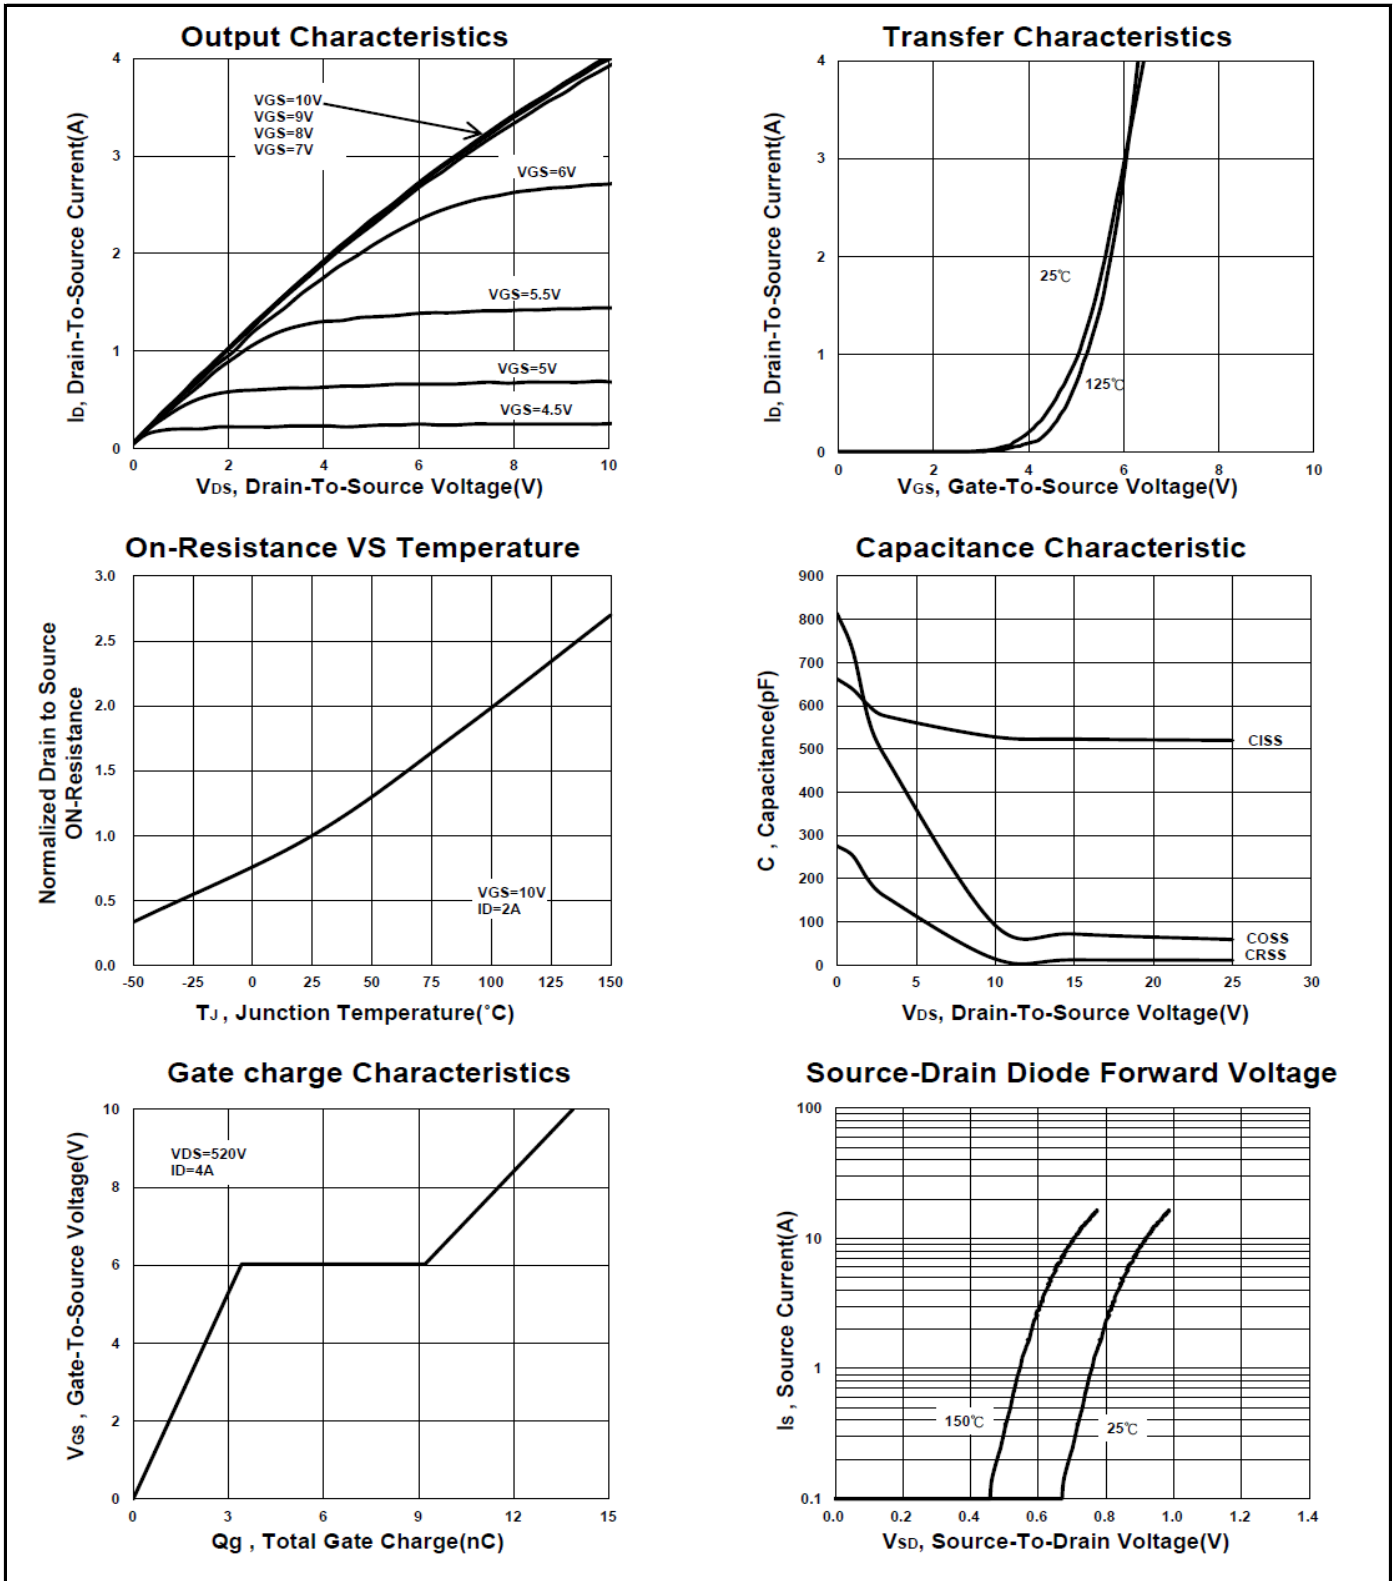 Output Characteristics
ID, Drain-To-Source Current(A)
4
3
2
1
0
VGS=10V
VGS=9V
VGS=8V
VGS=7V
VGS=6V
VGS=5.5V
VGS=5V
VGS=4.5V
0 2 4 6 8 10
VDS, Drain-To-Source Voltage(V)
Transfer Characteristics
ID, Drain-To-Source Current(A)
4
3
2
1
0
25℃
125℃
0 2 4 6 8 10
VGS, Gate-To-Source Voltage(V)
On-Resistance VS Temperature
Normalized Drain to Source
ON-Resistance
3.0
2.5
2.0
1.5
1.0
0.5
0.0
VGS=10V
ID=2A
-50 -25 0 25 50 75 100 125 150
TJ , Junction Temperature(°C)
Capacitance Characteristic
C , Capacitance(pF)
900
800
700
600
500
400
300
200
100
0
CISS
COSS
CRSS
0 5 10 15 20 25 30
VDS, Drain-To-Source Voltage(V)
Gate charge Characteristics
VGS , Gate-To-Source Voltage(V)
10
8
6
4
2
0
VDS=520V
ID=4A
0 3 6 9 12 15
Qg , Total Gate Charge(nC)
Source-Drain Diode Forward Voltage
IS , Source Current(A)
100
10
1
0.1
150℃
25℃
0.0 0.2 0.4 0.6 0.8 1.0 1.2 1.4
VSD, Source-To-Drain Voltage(V)